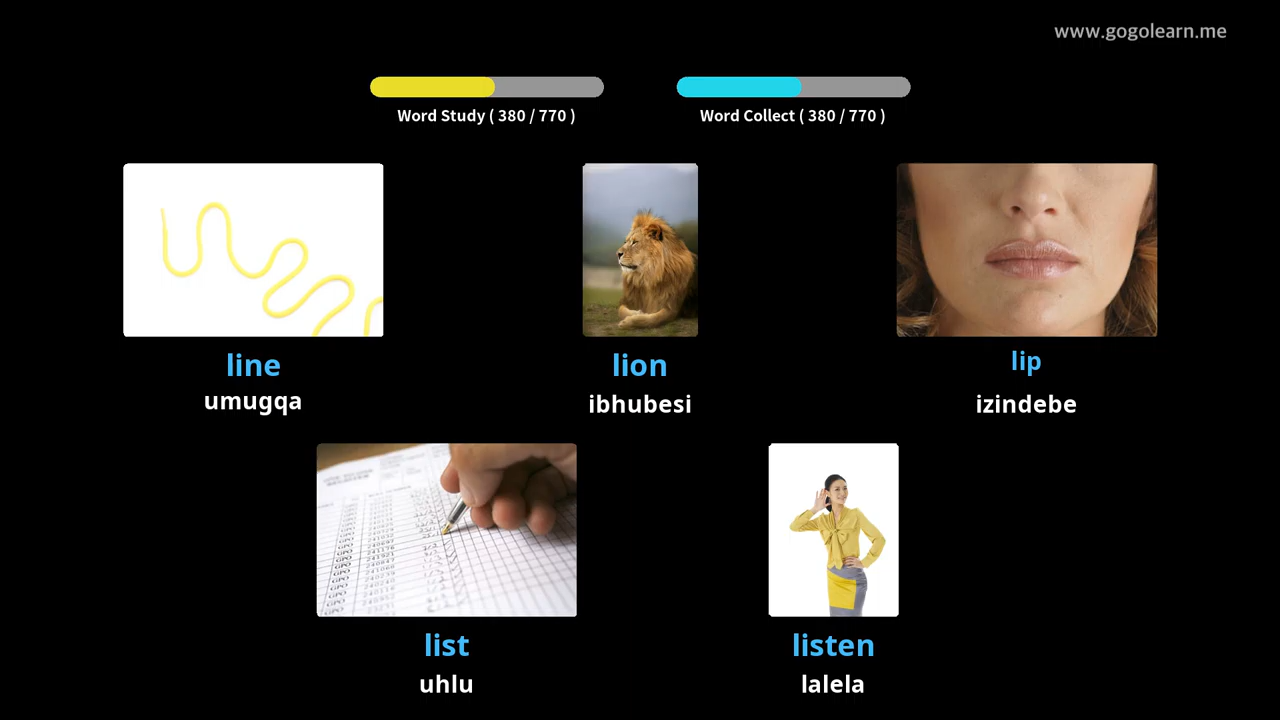 www.gogolearn.me
Word Study ( 380 / 770 )
Word Collect ( 380 / 770 )
line
lion
lip
umugqa
ibhubesi
izindebe
list
listen
uhlu
lalela